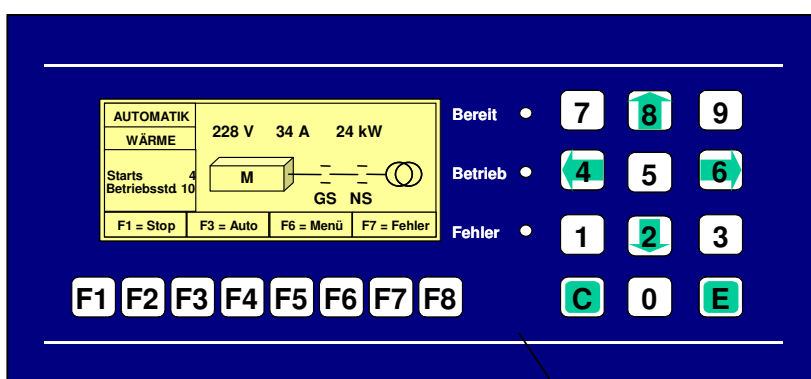 AUTOMATIK
WÄRME
228 V 34 A 24 kW
Starts 4
Betriebsstd. 10
M
GS NS
F1 = Stop F3 = Auto F6 = Menü F7 = Fehler
Bereit
Betrieb
Fehler
7 8 9
4 5 6
1 2 3
C 0 E
F1 F2 F3 F4 F5 F6 F7 F8